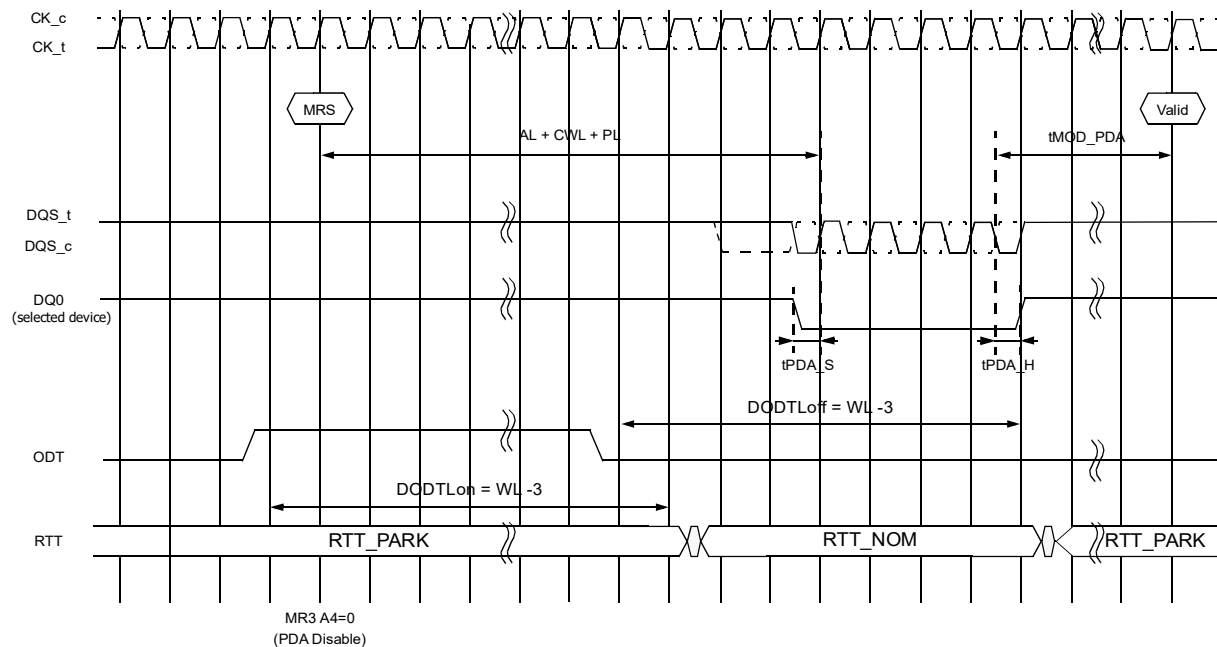 CK_c
CK_t
MRS
Valid
AL + CWL + PL
tMOD_PDA
DQS_t
DQS_c
DQ0
(selected device)
tPDA_S
tPDA_H
DODTLoff = WL -3
ODT
DODTLon = WL -3
RTT
RTT_PARK
RTT_NOM
RTT_PARK
MR3 A4=0
(PDA Disable)